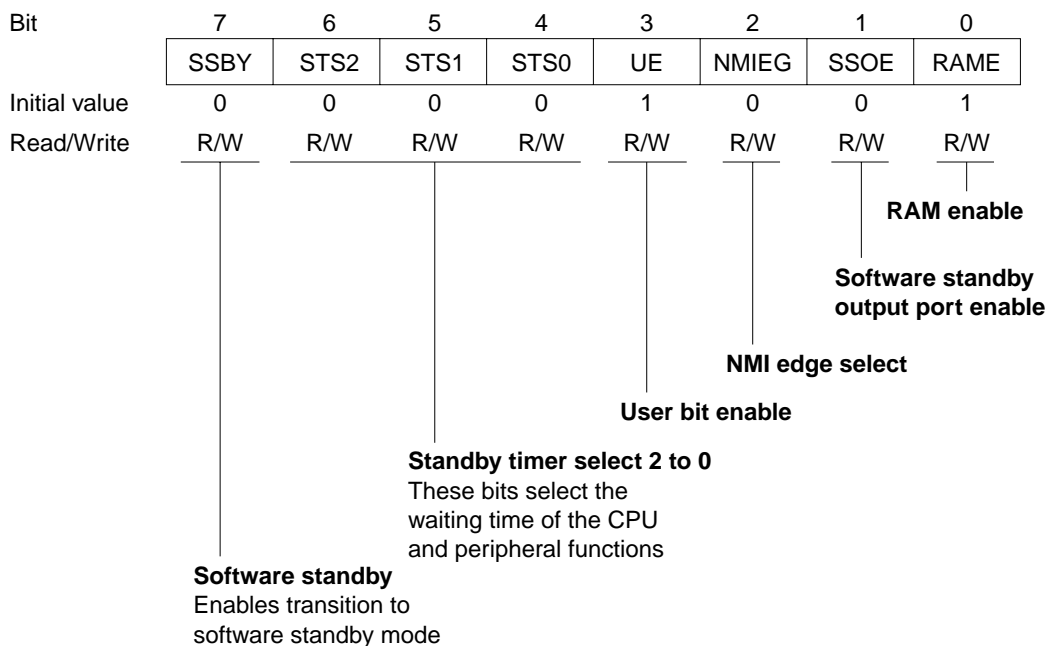 Bit 7 6 5 4 3 2 1 0
SSBY STS2 STS1 STS0 UE NMIEG SSOE RAME
Initial value 0 0 0 0 1 0 0 1
Read/Write R/W R/W R/W R/W R/W R/W R/W R/W
RAM enable
Software standby
output port enable
NMI edge select
User bit enable
Standby timer select 2 to 0
These bits select the
waiting time of the CPU
and peripheral functions
Software standby
Enables transition to
software standby mode